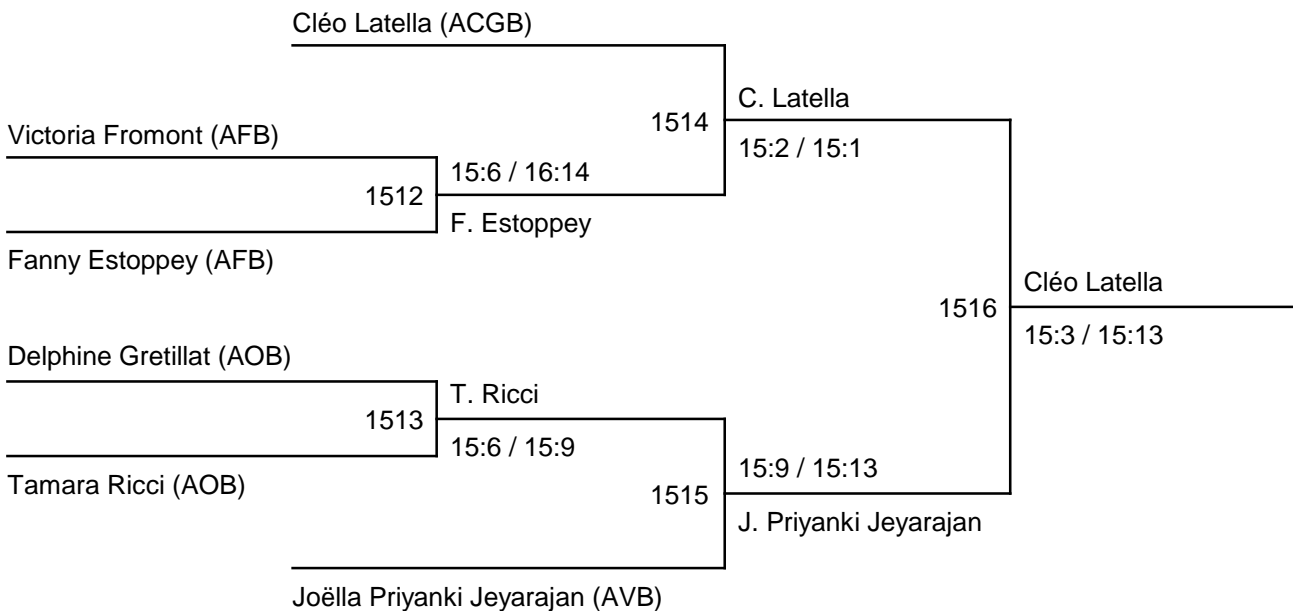 Cléo Latella (ACGB)
C. Latella
1514
Victoria Fromont (AFB)
15:2 / 15:1
15:6 / 16:14
1512
F. Estoppey
Fanny Estoppey (AFB)
Cléo Latella
1516
15:3 / 15:13
Delphine Gretillat (AOB)
T. Ricci
1513
15:6 / 15:9
15:9 / 15:13
Tamara Ricci (AOB)
1515
J. Priyanki Jeyarajan
Joëlla Priyanki Jeyarajan (AVB)